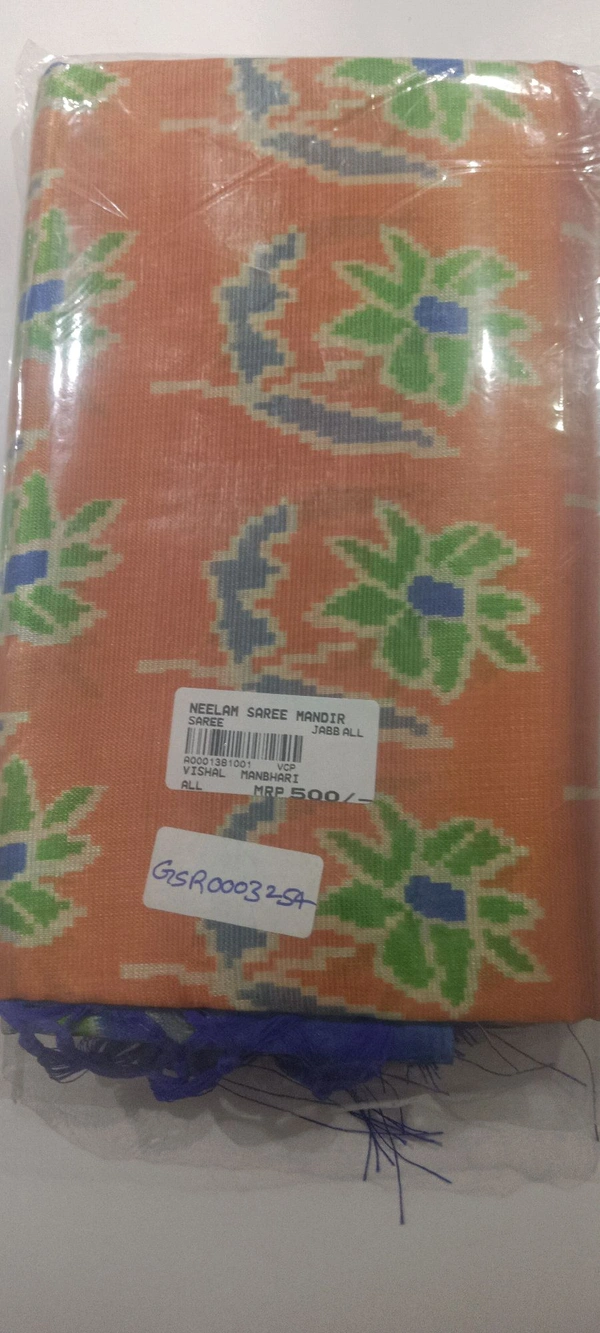 NEELAM SAREE MANDIR
SAREE JABB ALL
A0001381001 VCP
VISHAL MANBHARI
ALL MRP 500/-
GSR0003254